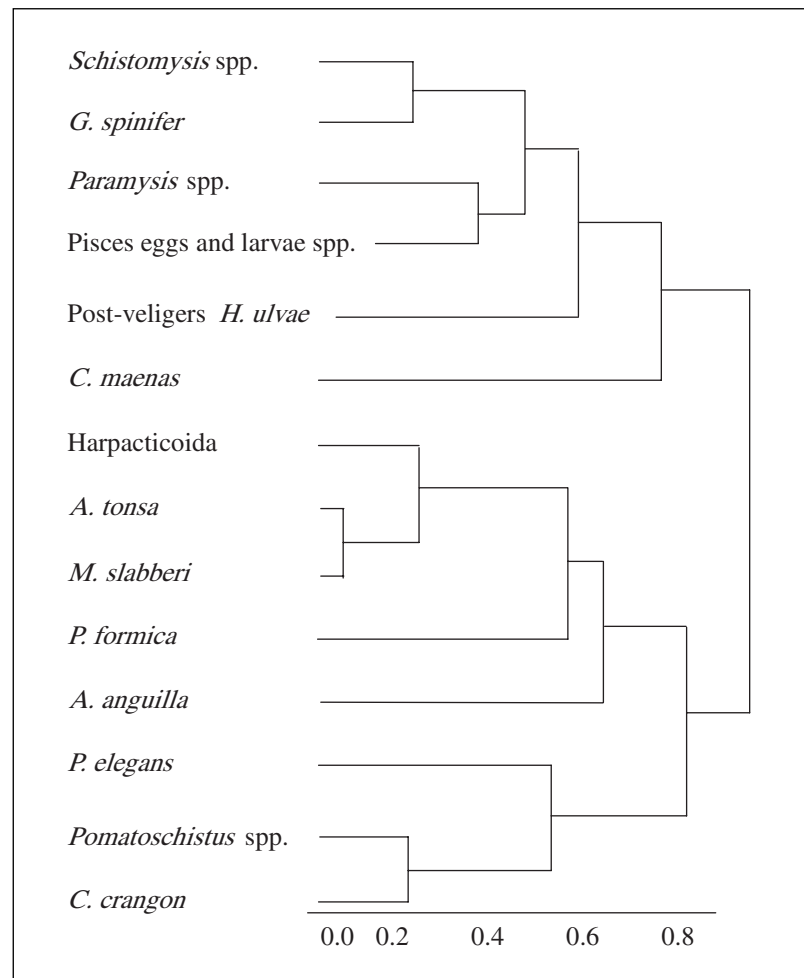 Schistomysis spp.
G. spinifer
Paramysis spp.
Pisces eggs and larvae spp.
Post-veligers H. ulvae
C. maenas
Harpacticoida
A. tonsa
M. slabberi
P. formica
A. anguilla
P. elegans
Pomatoschistus spp.
C. crangon
0.0 0.2 0.4 0.6 0.8